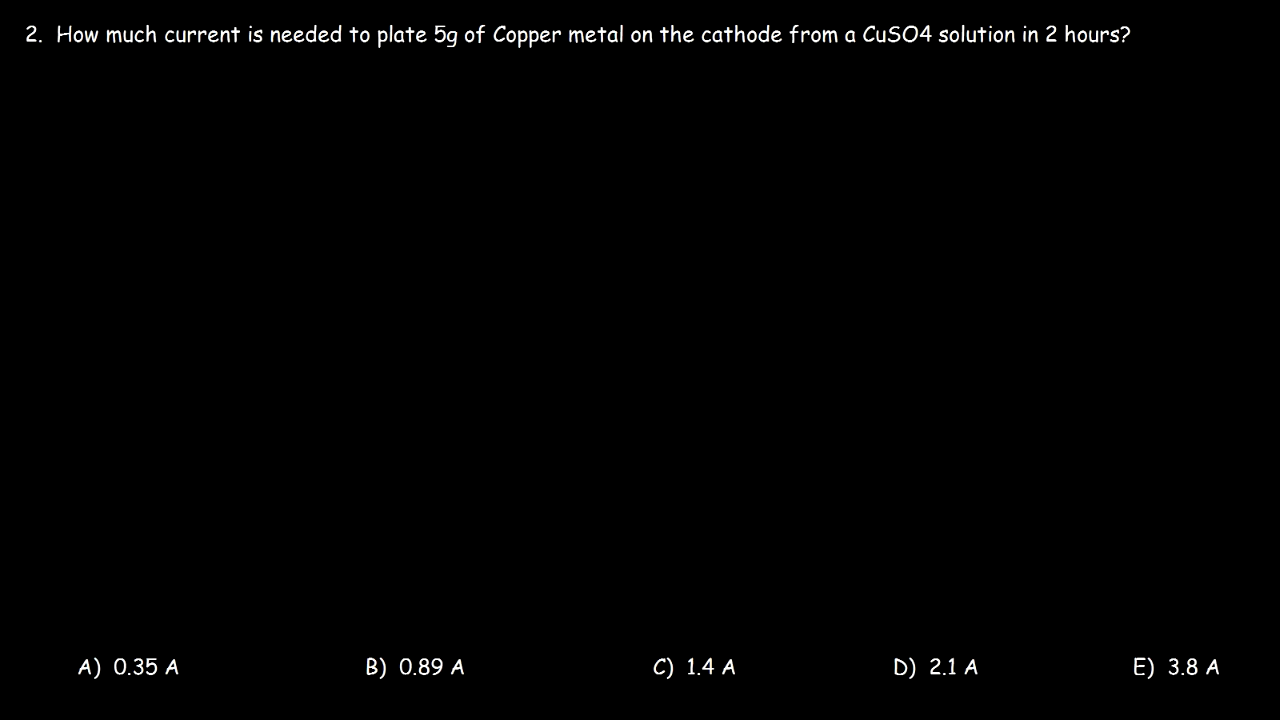 2. How much current is needed to plate 5g of Copper metal on the cathode from a CuSO4 solution in 2 hours?
A) 0.35 A B) 0.89 A C) 1.4 A D) 2.1 A E) 3.8 A